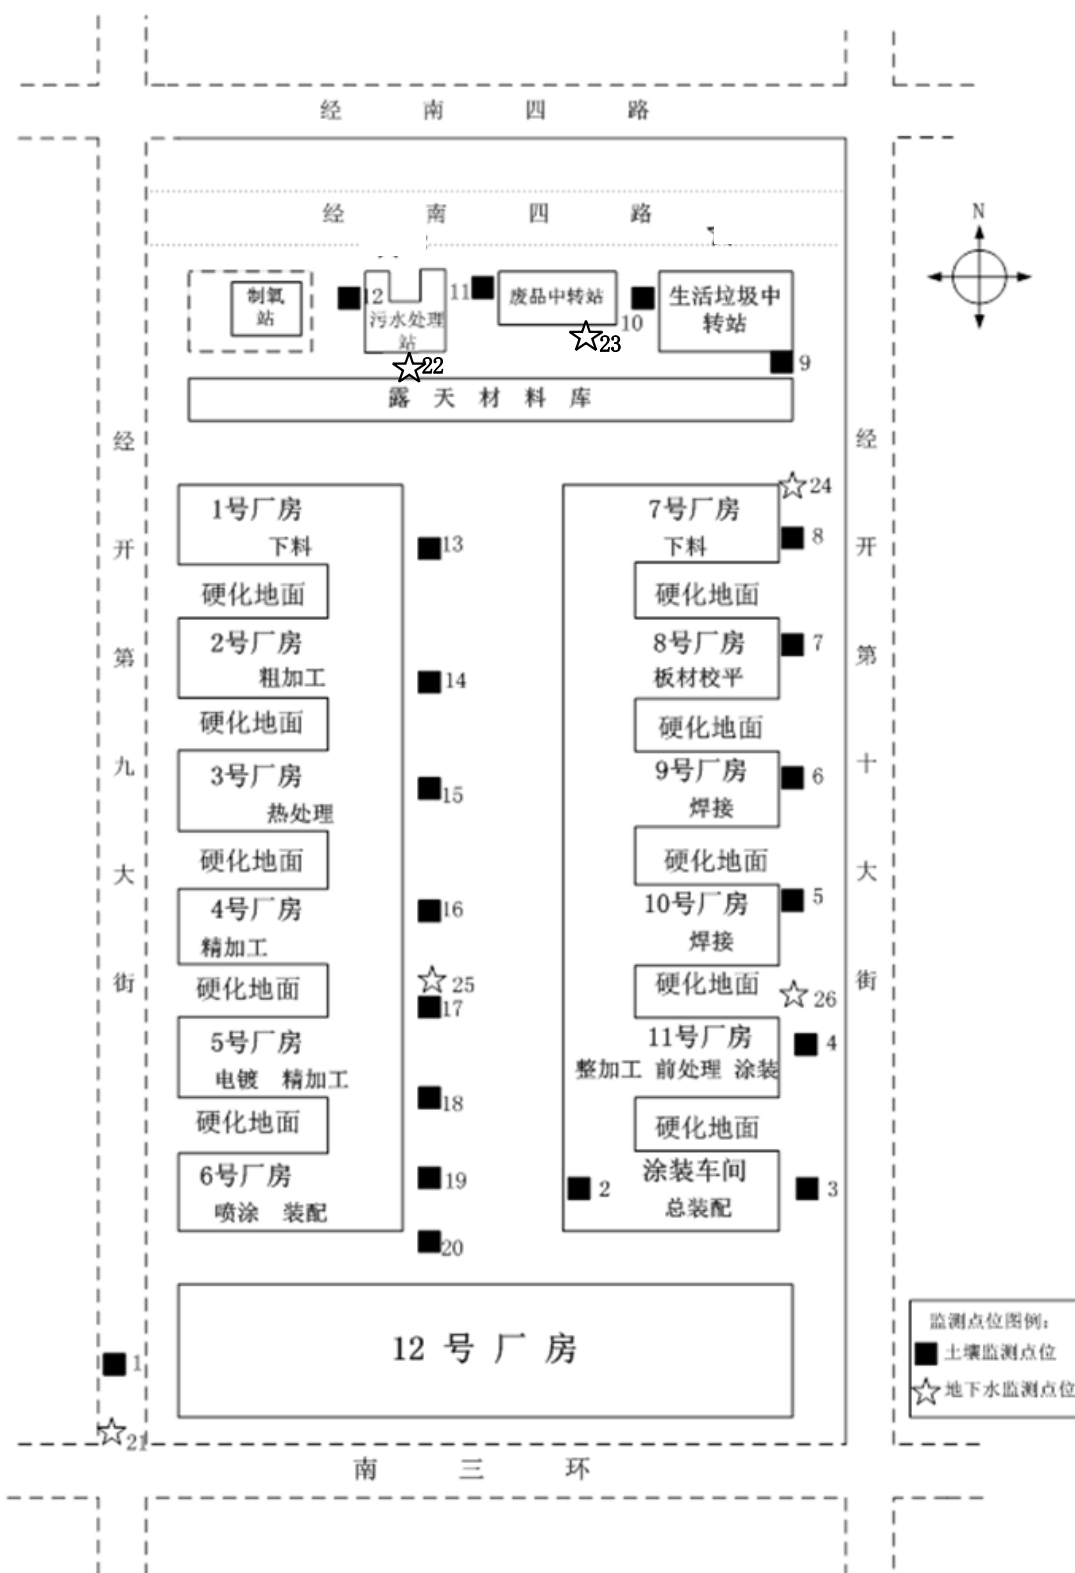 经 南 四 路
经 南 四 路
N
制氧
站
12
污水处理
站
11
废品中转站
10
生活垃圾中
转站
9
22
23
露 天 材 料 库
经 开 第 九 大 街
经 开 第 十 大 街
1号厂房
下料
硬化地面
2号厂房
粗加工
硬化地面
3号厂房
热处理
硬化地面
4号厂房
精加工
硬化地面
5号厂房
电镀 精加工
硬化地面
6号厂房
喷涂 装配
13
14
15
16
25
17
18
19
20
7号厂房
下料
硬化地面
8号厂房
板材校平
硬化地面
9号厂房
焊接
硬化地面
10号厂房
焊接
硬化地面
11号厂房
整加工 前处理 涂装
硬化地面
涂装车间
总装配
24
8
7
6
5
26
4
2
3
12 号 厂 房
1
21
南 三 环
监测点位图例：
土壤监测点位
地下水监测点位